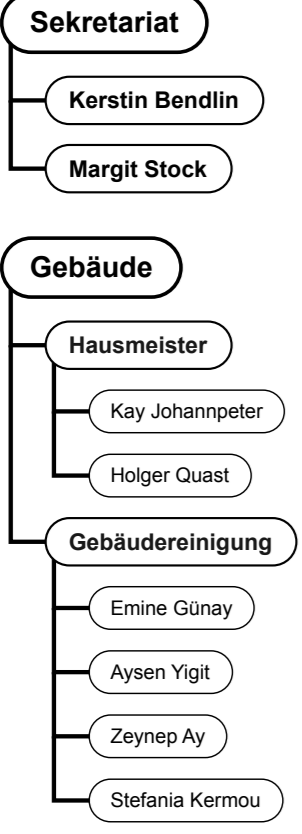 Sekretariat
Kerstin Bendlin
Margit Stock
Gebäude
Hausmeister
Kay Johannpeter
Holger Quast
Gebäudereinigung
Emine Günay
Aysen Yigit
Zeynep Ay
Stefania Kermou